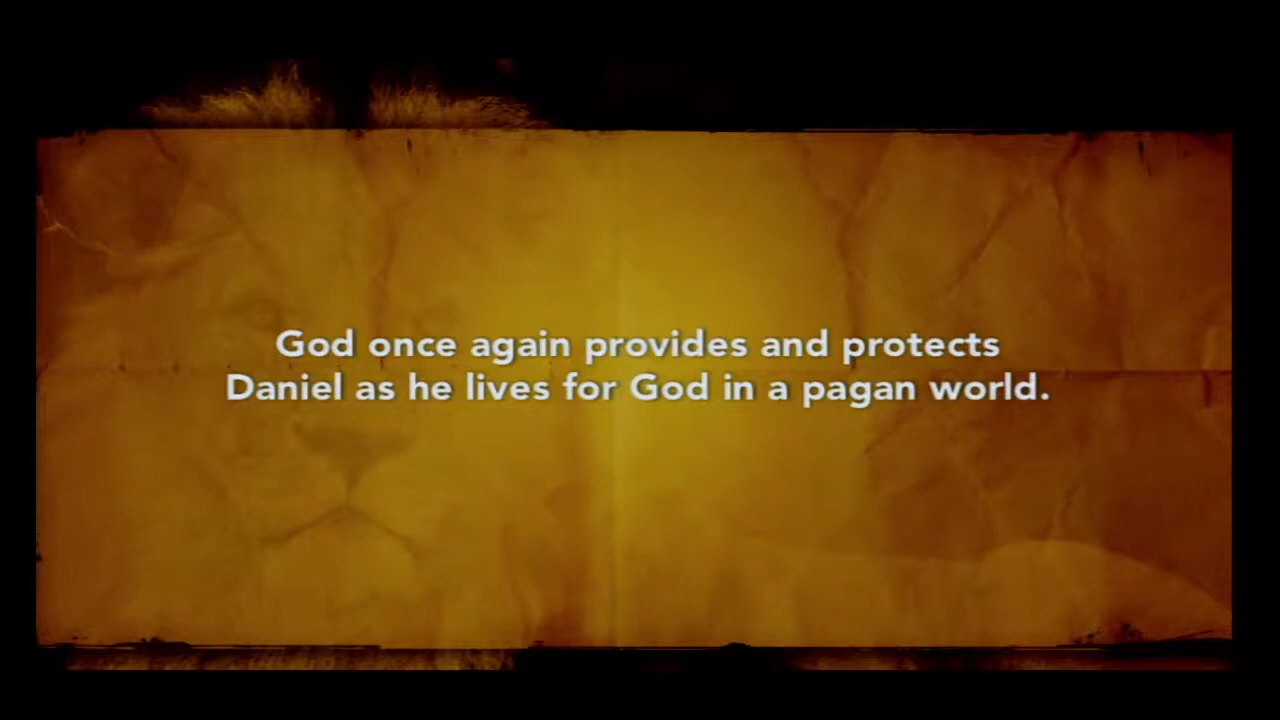 God once again provides and protects
Daniel as he lives for God in a pagan world.